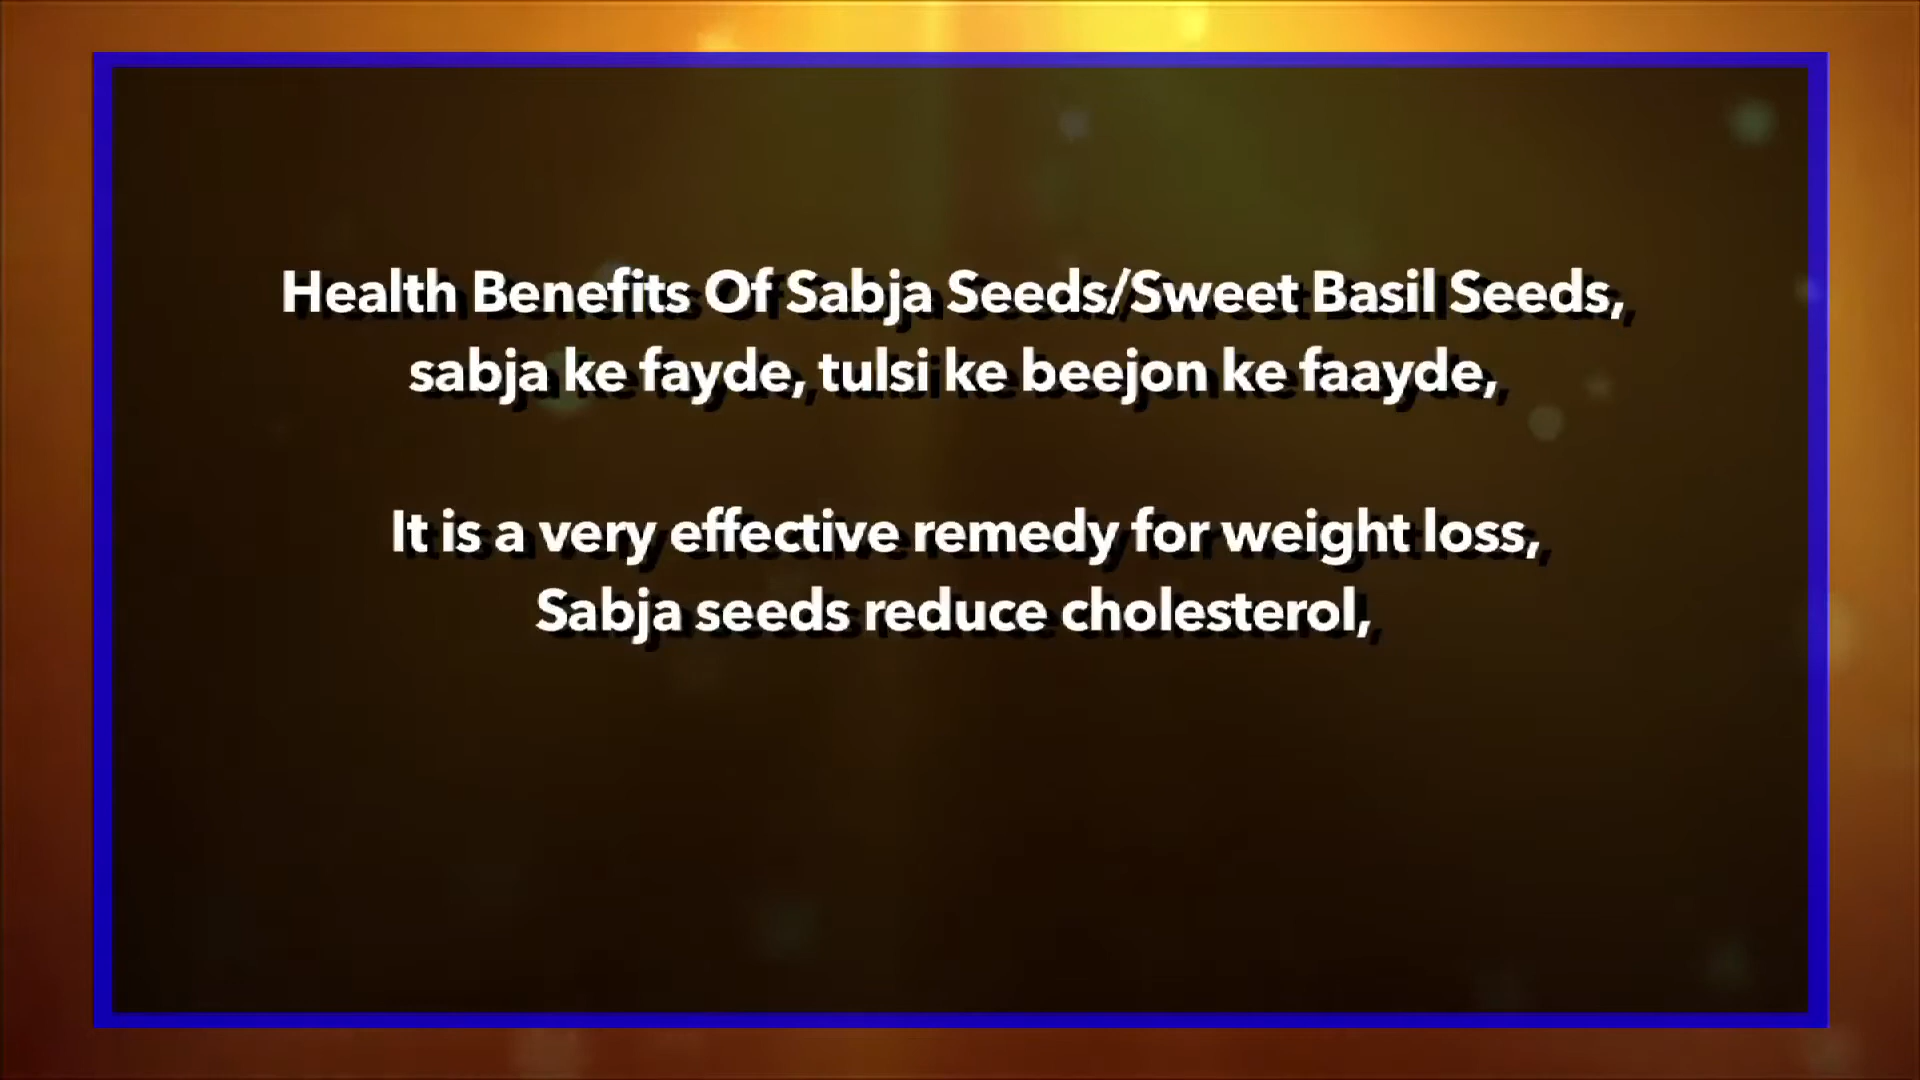 Health Benefits Of Sabja Seeds/Sweet Basil Seeds,
sabja ke fayde, tulsi ke beejon ke faayde,
It is a very effective remedy for weight loss,
Sabja seeds reduce cholesterol,